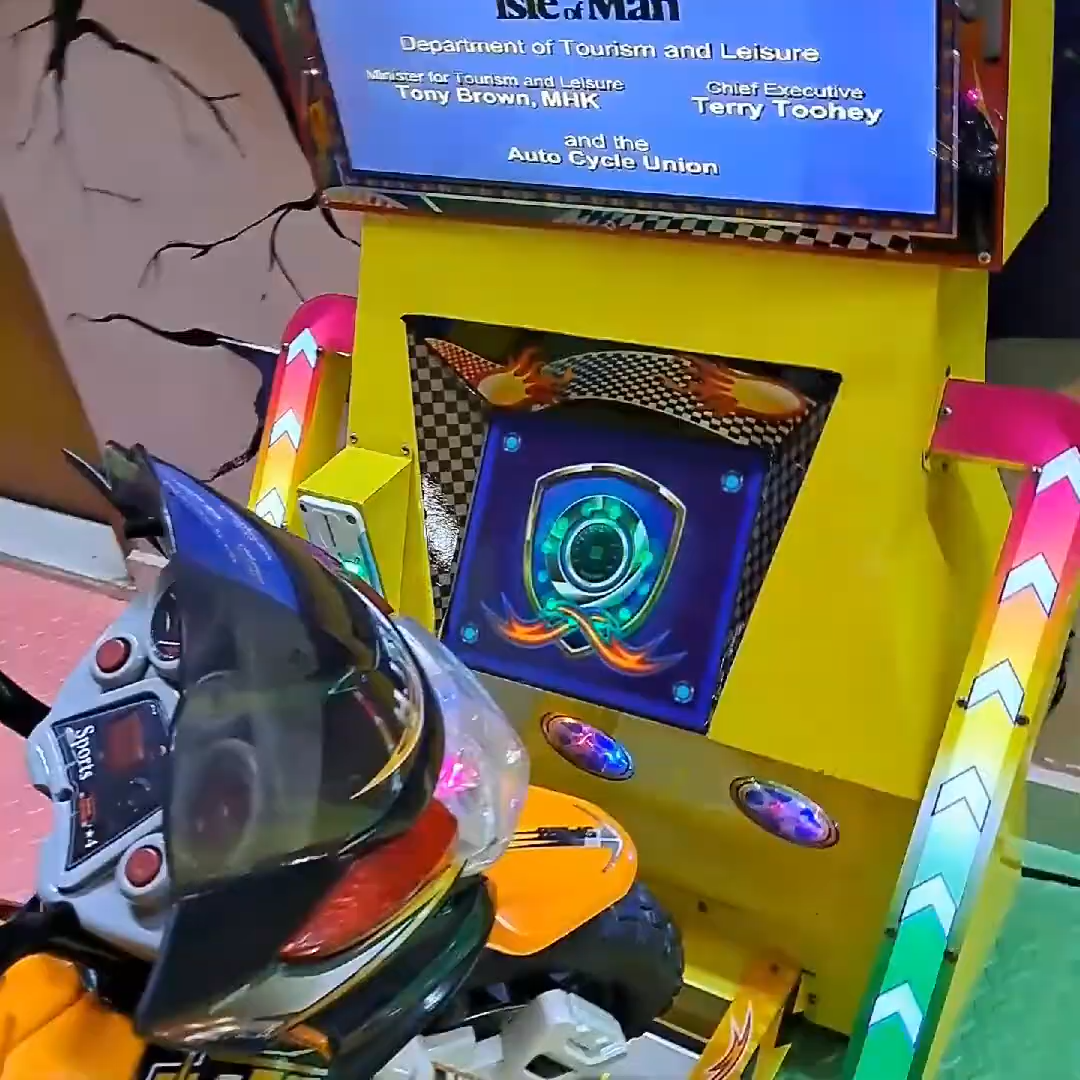 Isle of Man
Department of Tourism and Leisure
Minister for Tourism and Leisure
Tony Brown, MHK
Chief Executive
Terry Toohey
and the
Auto Cycle Union
Sports